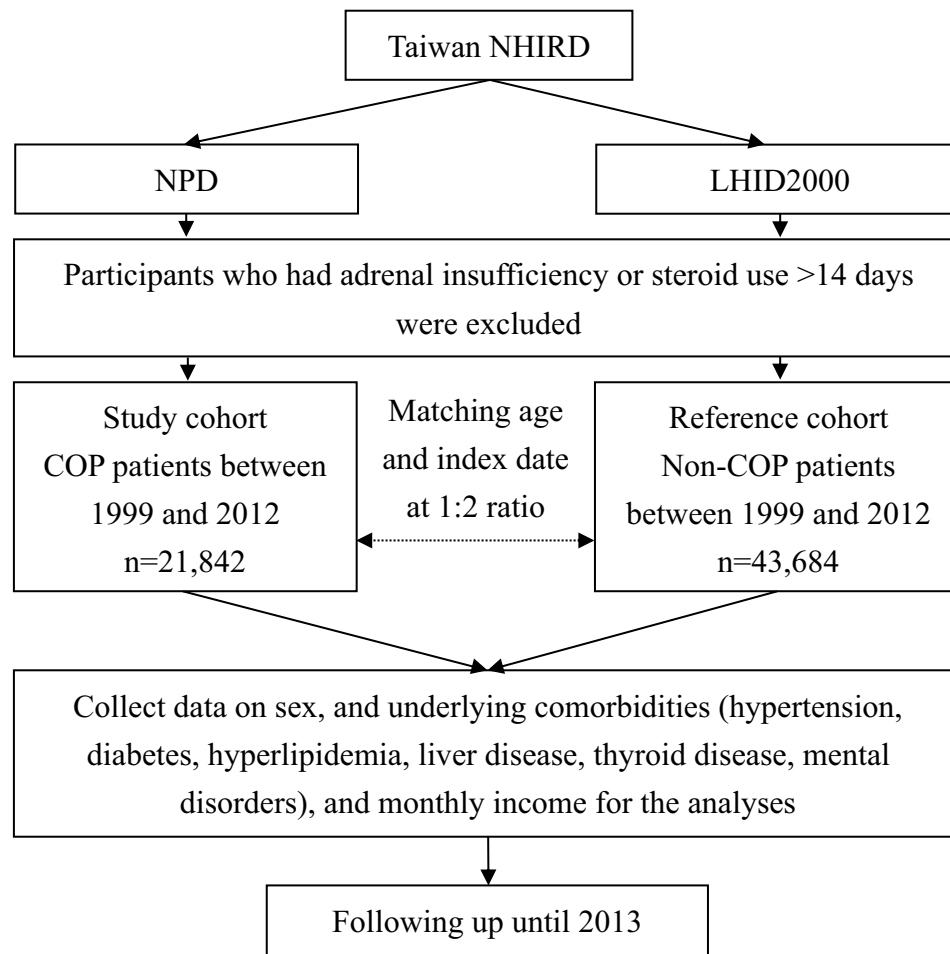 Taiwan NHIRD
NPD
LHID2000
Participants who had adrenal insufficiency or steroid use >14 days
were excluded
Study cohort
COP patients between
1999 and 2012
n=21,842
Matching age
and index date
at 1:2 ratio
Reference cohort
Non-COP patients
between 1999 and 2012
n=43,684
Collect data on sex, and underlying comorbidities (hypertension,
diabetes, hyperlipidemia, liver disease, thyroid disease, mental
disorders), and monthly income for the analyses
Following up until 2013